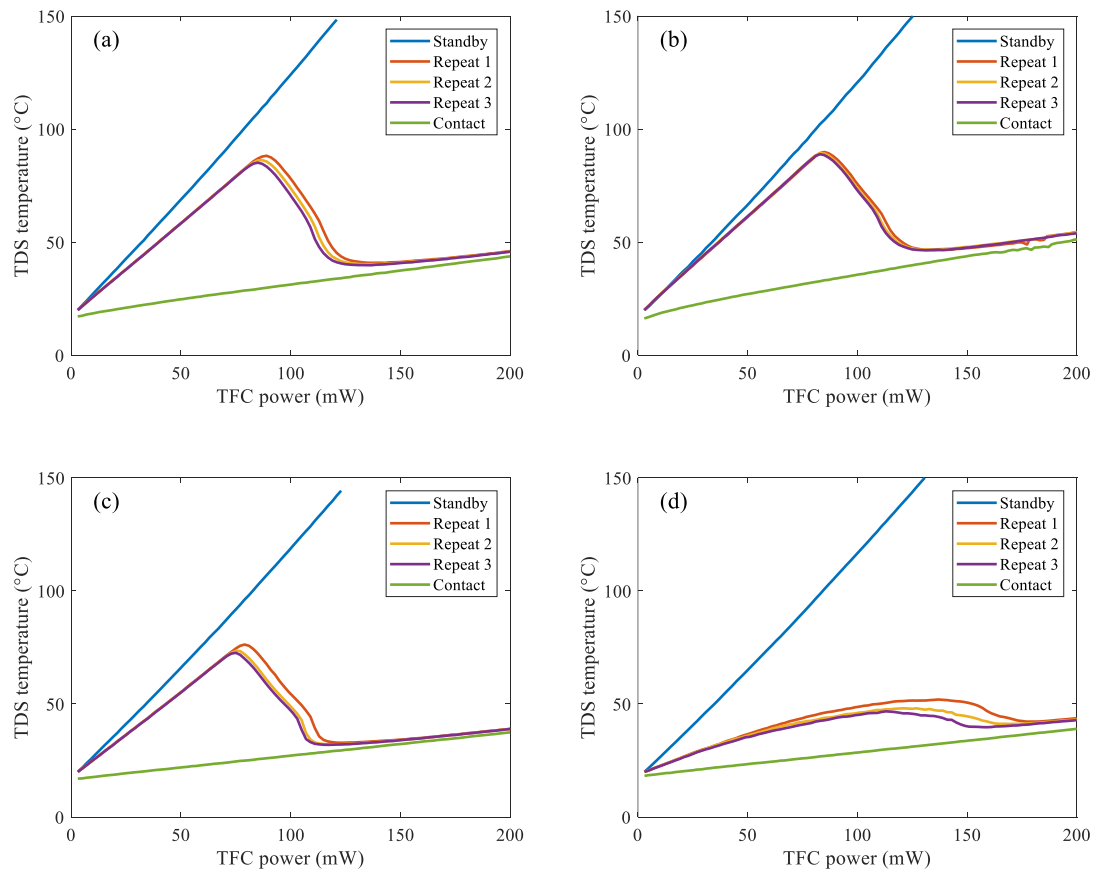 (a)
TDS temperature (°C)
150
100
50
0
Standby
Repeat 1
Repeat 2
Repeat 3
Contact
0 50 100 150 200
TFC power (mW)
(b)
TDS temperature (°C)
150
100
50
0
Standby
Repeat 1
Repeat 2
Repeat 3
Contact
0 50 100 150 200
TFC power (mW)
(c)
TDS temperature (°C)
150
100
50
0
Standby
Repeat 1
Repeat 2
Repeat 3
Contact
0 50 100 150 200
TFC power (mW)
(d)
TDS temperature (°C)
150
100
50
0
Standby
Repeat 1
Repeat 2
Repeat 3
Contact
0 50 100 150 200
TFC power (mW)